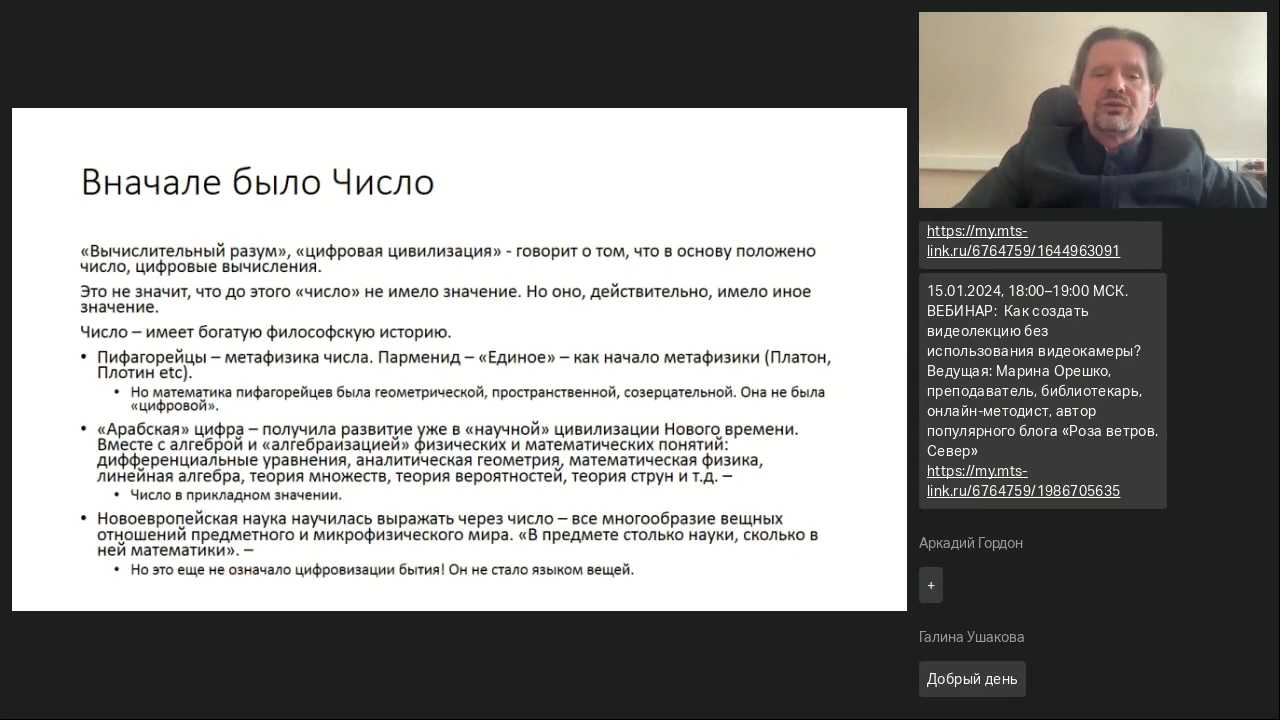 Вначале было Число
«Вычислительный разум», «цифровая цивилизация» - говорит о том, что в основу положено
число, цифровые вычисления.
Это не значит, что до этого «число» не имело значение. Но оно, действительно, имело иное
значение.
Число – имеет богатую философскую историю.
• Пифагорейцы – метафизика числа. Парменид – «Единое» – как начало метафизики (Платон,
Плотин etc).
• Но математика пифагорейцев была геометрической, пространственной, созерцательной. Она не была
«цифровой».
• «Арабская» цифра – получила развитие уже в «научной» цивилизации Нового времени.
Вместе с алгеброй и «алгебраизацией» физических и математических понятий:
дифференциальные уравнения, аналитическая геометрия, математическая физика,
линейная алгебра, теория множеств, теория вероятностей, теория струн и т.д. –
• Число в прикладном значении.
• Новоевропейская наука научилась выражать через число – все многообразие вещных
отношений предметного и микрофизического мира. «В предмете столько науки, сколько в
ней математики». –
• Но это еще не означало цифровизации бытия! Он не стало языком вещей.
https://my.mts-
link.ru/6764759/1644963091
15.01.2024, 18:00–19:00 МСК.
ВЕБИНАР: Как создать
видеолекцию без
использования видеокамеры?
Ведущая: Марина Орешко,
преподаватель, библиотекарь,
онлайн-методист, автор
популярного блога «Роза ветров.
Север»
https://my.mts-
link.ru/6764759/1986705635
Аркадий Гордон
+
Галина Ушакова
Добрый день